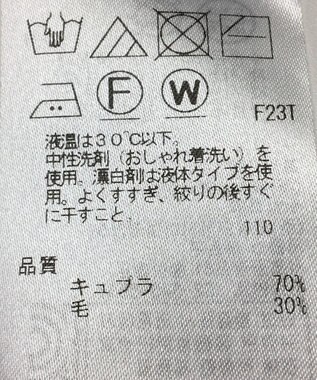 F W F23T
液温は30℃以下。
中性洗剤（おしゃれ着洗い）を
使用。漂白剤は液体タイプを使
用。よくすすぎ、絞りの後すぐ
に干すこと。
110
品質
キュプラ 70%
毛 30%